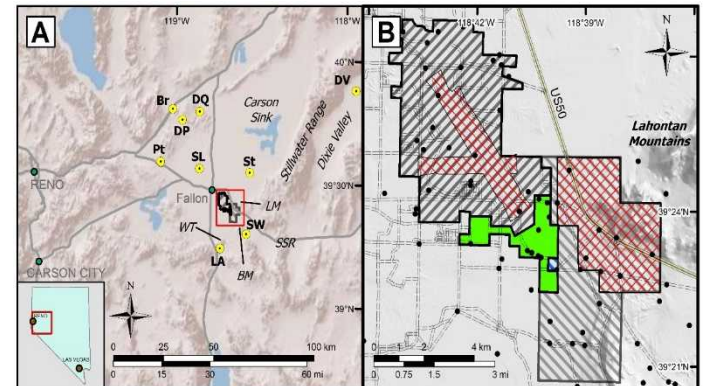 A
119°W
118°W
N
40°N
DV
Br
DQ
DP
Carson
Sink
Stillwater Range
Dixie Valley
Pt
SL
St
RENO
Fallon
39°30'N
LM
WT
SW
SSR
LA
BM
CARSON CITY
39°N
RENO
LAS VEGAS
N
0 25 50 100 km
0 15 30 60 mi
B
118°42'W
118°39'W
N
US50
Lahontan
Mountains
39°24'N
0 1 2 4 km
0 0.75 1.5 3 mi
39°21'N